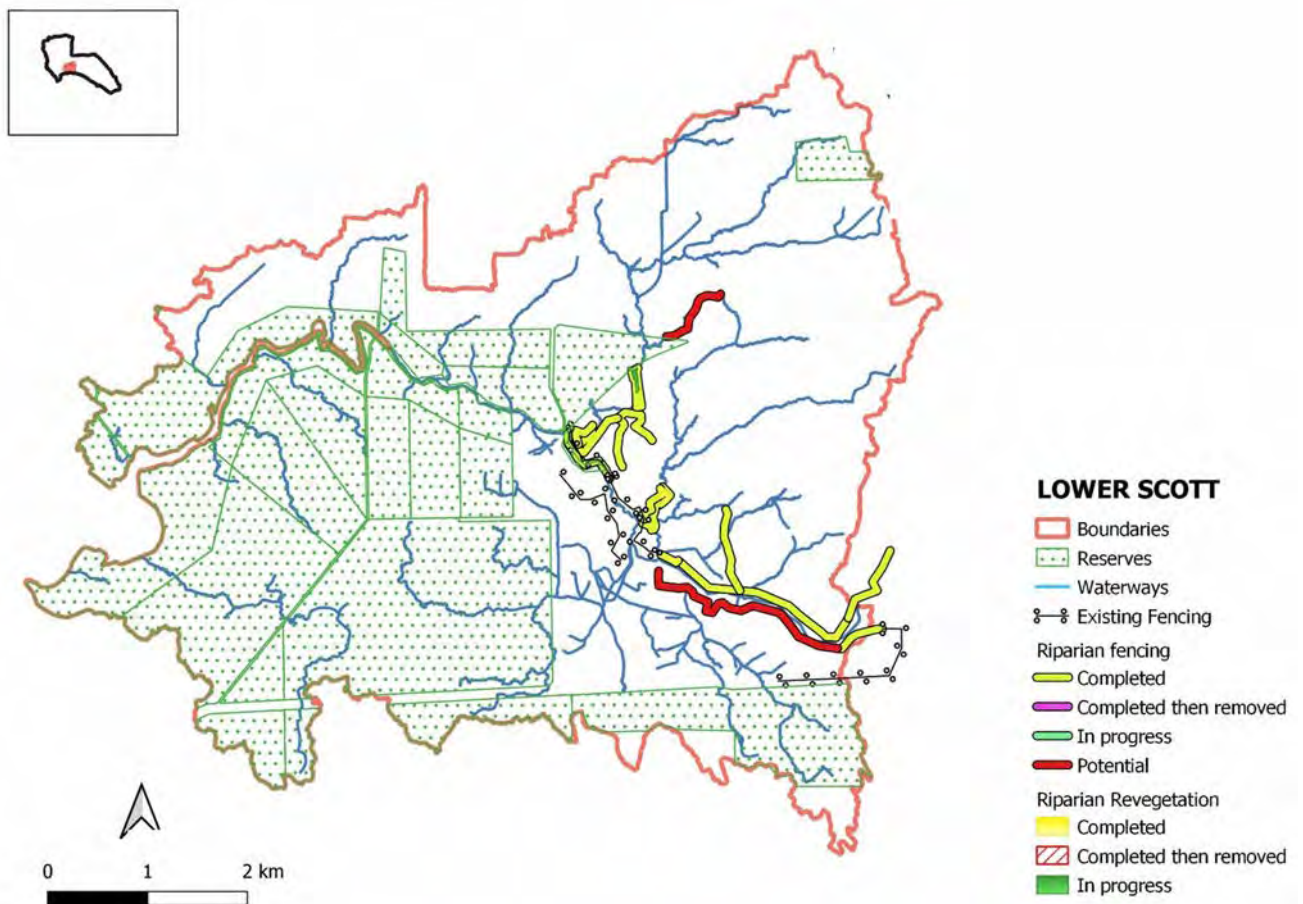 LOWER SCOTT
Boundaries
Reserves
Waterways
Existing Fencing
Riparian fencing
Completed
Completed then removed
In progress
Potential
Riparian Revegetation
Completed
Completed then removed
In progress
0 1 2 km